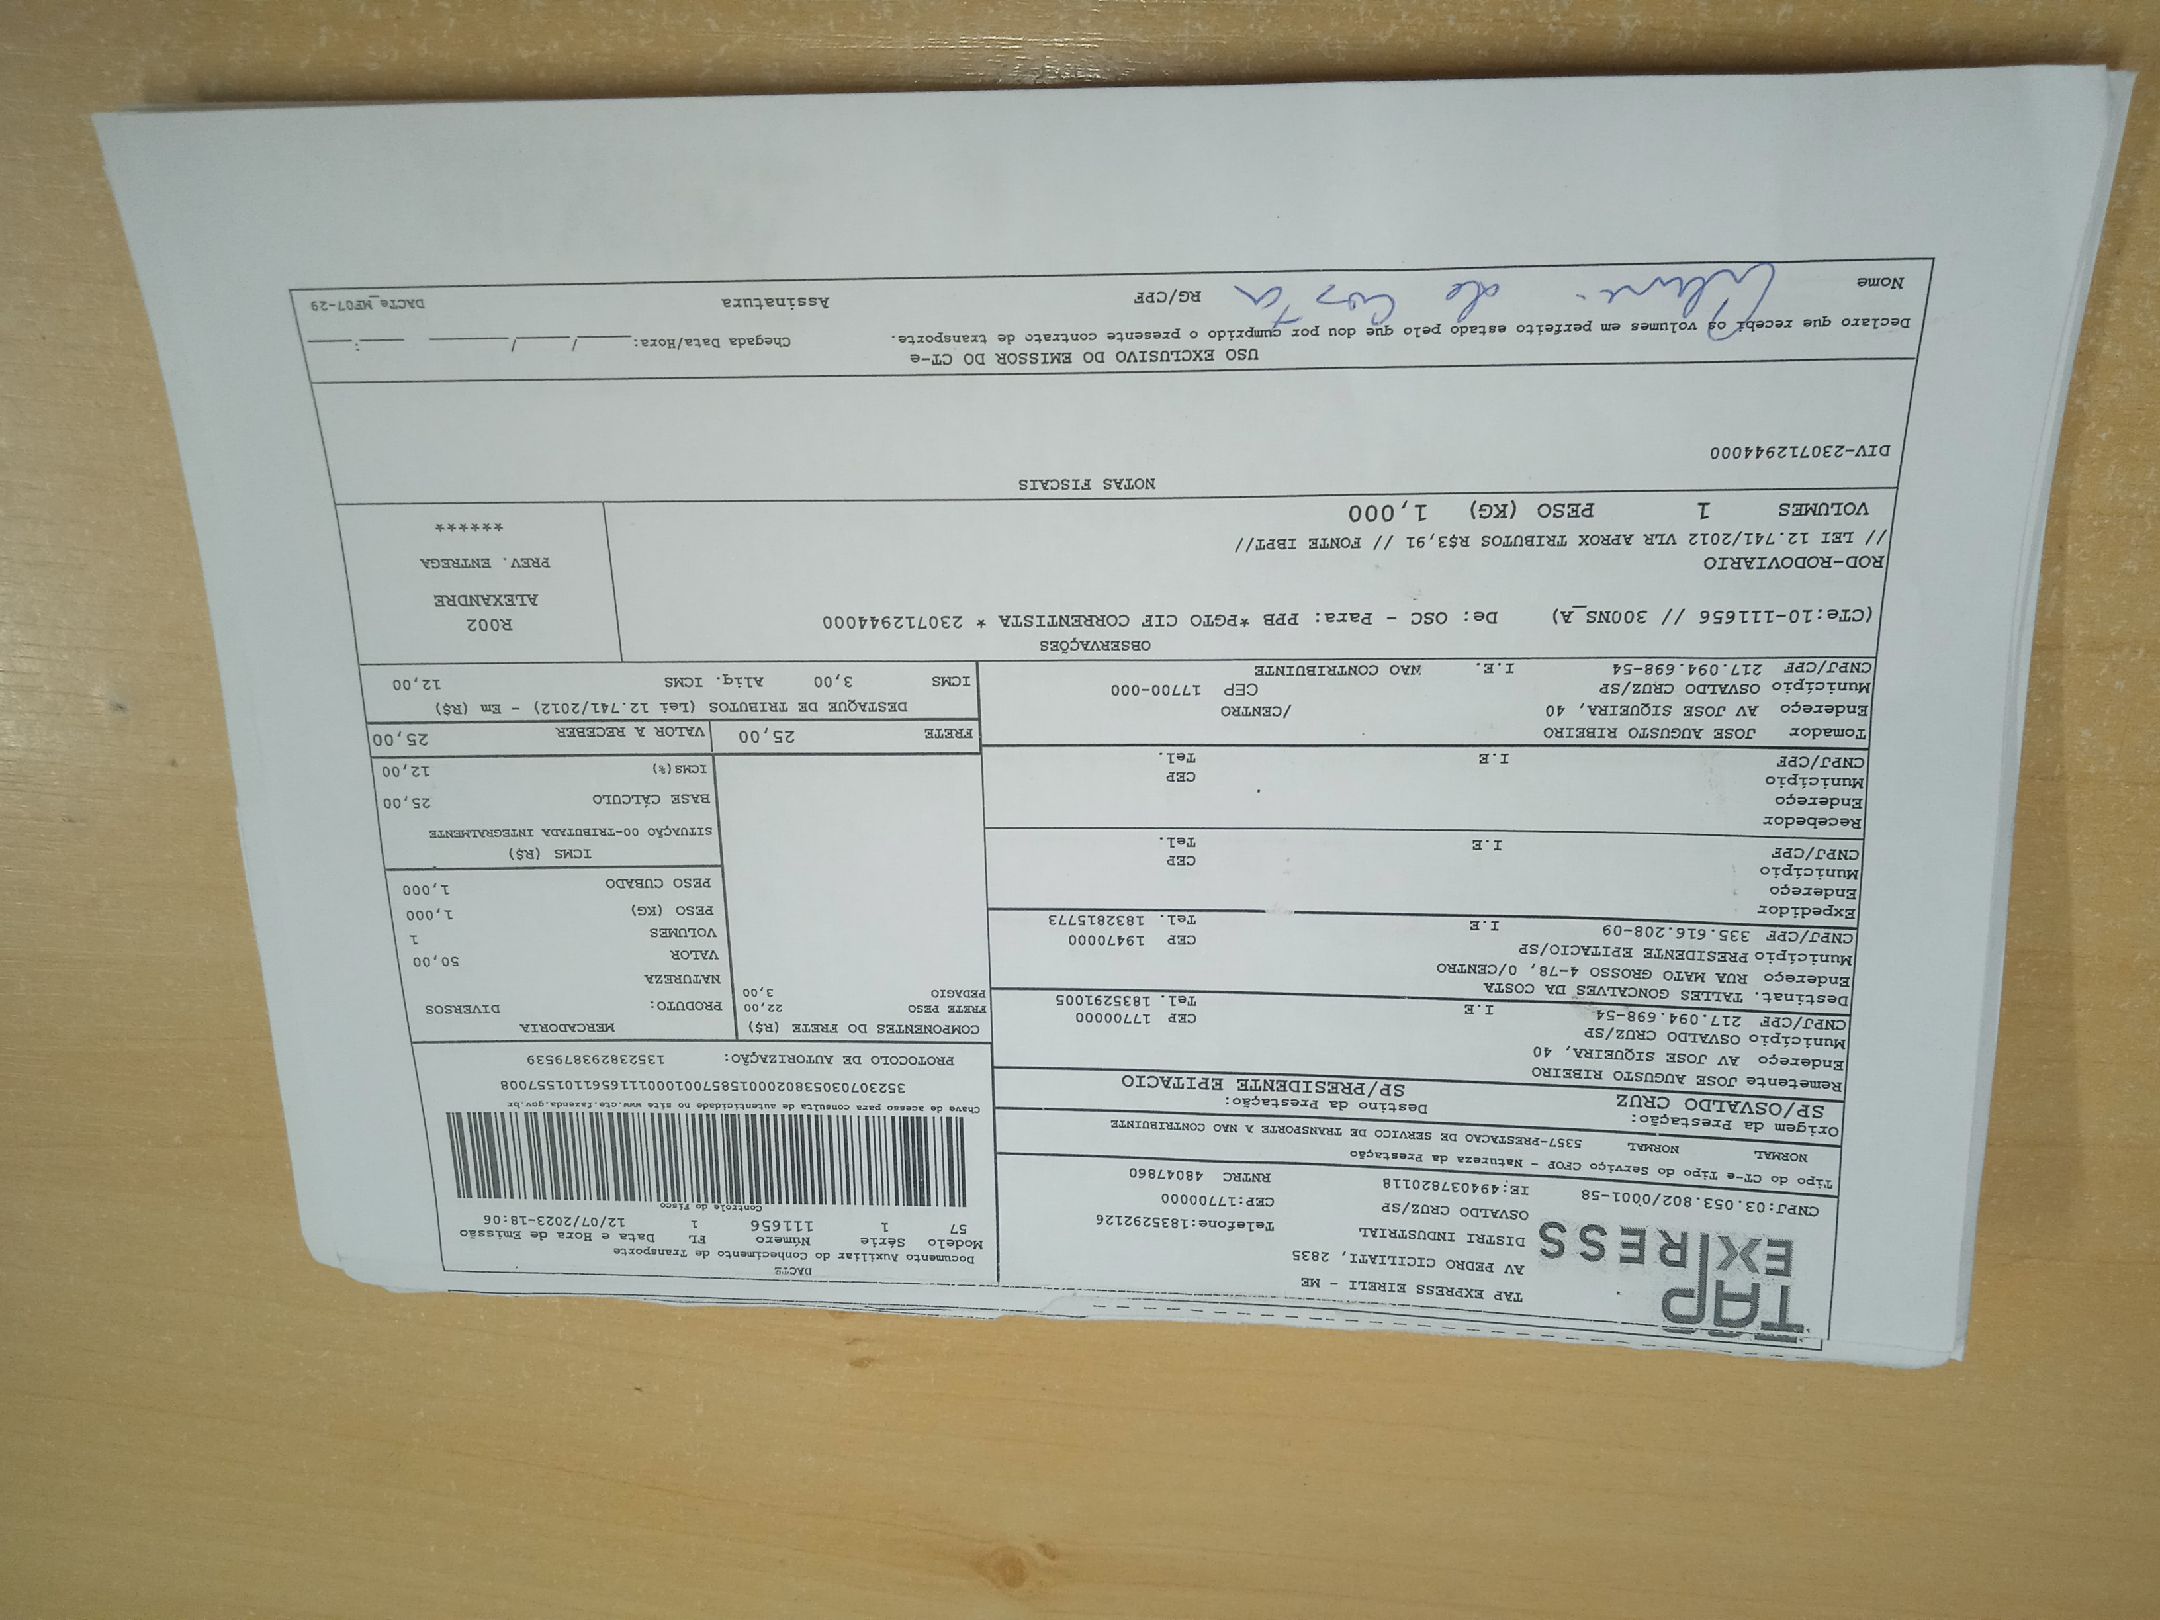 TAP
EXPRESS
TAP EXPRESS EIRELI - ME
AV PEDRO CICILIATI, 2835
DISTRI INDUSTRIAL Telefone:1835292126
OSVALDO CRUZ/SP CEP:17700000
CNPJ:03.053.802/0001-58 IE:494037820118 RNTRC 48047860
DACTE
Documento Auxiliar do Conhecimento de Transporte
Modelo Série Número FL Data e Hora de Emissão
57 1 111656 1 12/07/2023-18:06
Controle do Fisco
Chave de acesso para consulta de autenticidade no site www.cte.fazenda.gov.br
35230703053802000158570010001116561101557008
PROTOCOLO DE AUTORIZAÇÃO: 135232893879539
Tipo do CT-e Tipo do Serviço CFOP - Natureza da Prestação
NORMAL NORMAL 5357-PRESTACAO DE SERVICO DE TRANSPORTE A NAO CONTRIBUINTE
Origem da Prestação: Destino da Prestação:
SP/OSVALDO CRUZ SP/PRESIDENTE EPITACIO
Remetente JOSE AUGUSTO RIBEIRO
Endereço AV JOSE SIQUEIRA, 40
Município OSVALDO CRUZ/SP CEP 17700000
CNPJ/CPF 217.094.698-54 I.E Tel. 1835291005
Destinat. TALLES GONCALVES DA COSTA
Endereço RUA MATO GROSSO 4-78, 0/CENTRO
Município PRESIDENTE EPITACIO/SP CEP 19470000
CNPJ/CPF 335.616.208-09 I.E Tel. 1832815773
Expedidor
Endereço
Município CEP
CNPJ/CPF I.E Tel.
Recebedor
Endereço
Município CEP
CNPJ/CPF I.E Tel.
Tomador JOSE AUGUSTO RIBEIRO
Endereço AV JOSE SIQUEIRA, 40 /CENTRO
Município OSVALDO CRUZ/SP CEP 17700-000
CNPJ/CPF 217.094.698-54 I.E. NAO CONTRIBUINTE
COMPONENTES DO FRETE (R$)
FRETE PESO 22,00
PEDAGIO 3,00
MERCADORIA
PRODUTO: DIVERSOS
NATUREZA
VALOR 50,00
VOLUMES 1
PESO (KG) 1,000
PESO CUBADO 1,000
ICMS (R$)
SITUAÇÃO 00-TRIBUTADA INTEGRALMENTE
BASE CÁLCULO 25,00
ICMS(%) 12,00
FRETE 25,00 VALOR A RECEBER 25,00
DESTAQUE DE TRIBUTOS (Lei 12.741/2012) - Em (R$)
ICMS 3,00 Aliq. ICMS 12,00
OBSERVAÇÕES
(CTe:10-111656 // 300NS_A) De: OSC - Para: PPB *PGTO CIF CORRENTISTA * 230712944000
ROD-RODOVIARIO
// LEI 12.741/2012 VLR APROX TRIBUTOS R$3,91 // FONTE IBPT//
VOLUMES 1 PESO (KG) 1,000
R002
ALEXANDRE
PREV. ENTREGA
******
NOTAS FISCAIS
DIV-230712944000
USO EXCLUSIVO DO EMISSOR DO CT-e
Declaro que recebi os volumes em perfeito estado pelo que dou por cumprido o presente contrato de transporte. Chegada Data/Hora:____/____/______ ____:____
Nome da Costa RG/CPF Assinatura DACTe_MF07-29